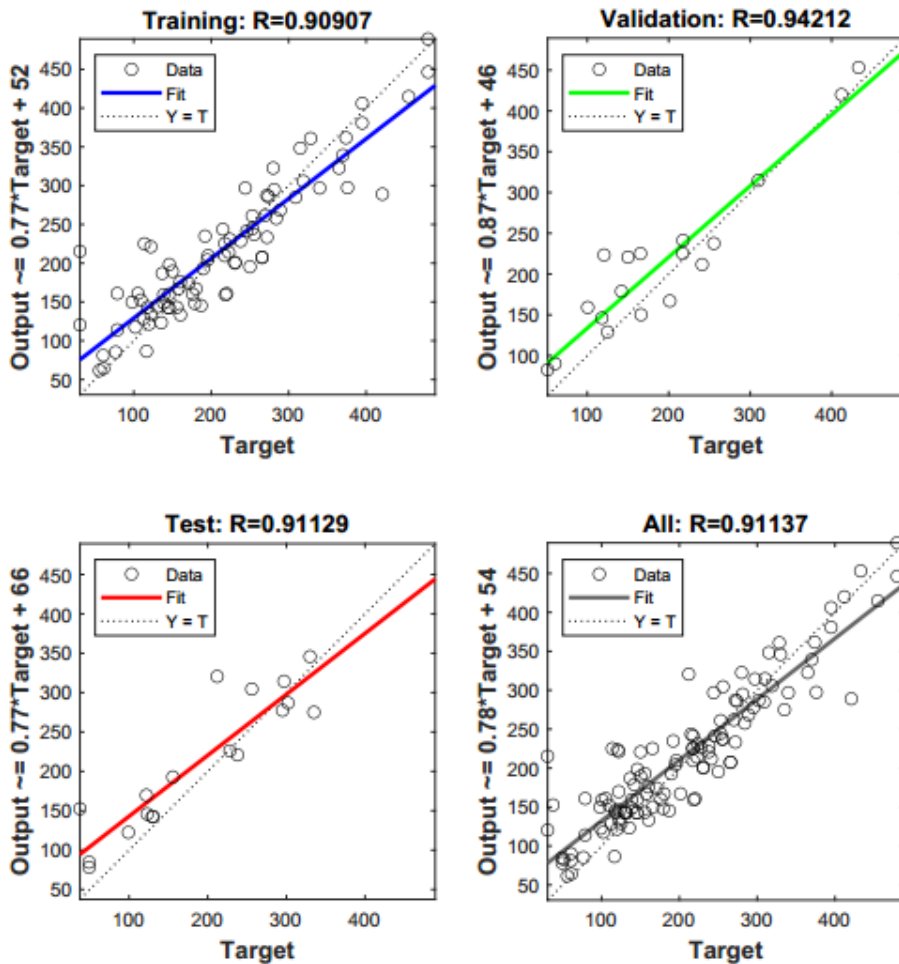 Training: R=0.90907
Output ~= 0.77*Target + 52
450
400
350
300
250
200
150
100
50
Data
Fit
Y = T
100 200 300 400
Target
Validation: R=0.94212
Output ~= 0.87*Target + 46
450
400
350
300
250
200
150
100
Data
Fit
Y = T
100 200 300 400
Target
Test: R=0.91129
Output ~= 0.77*Target + 66
450
400
350
300
250
200
150
100
50
Data
Fit
Y = T
100 200 300 400
Target
All: R=0.91137
Output ~= 0.78*Target + 54
450
400
350
300
250
200
150
100
50
Data
Fit
Y = T
100 200 300 400
Target